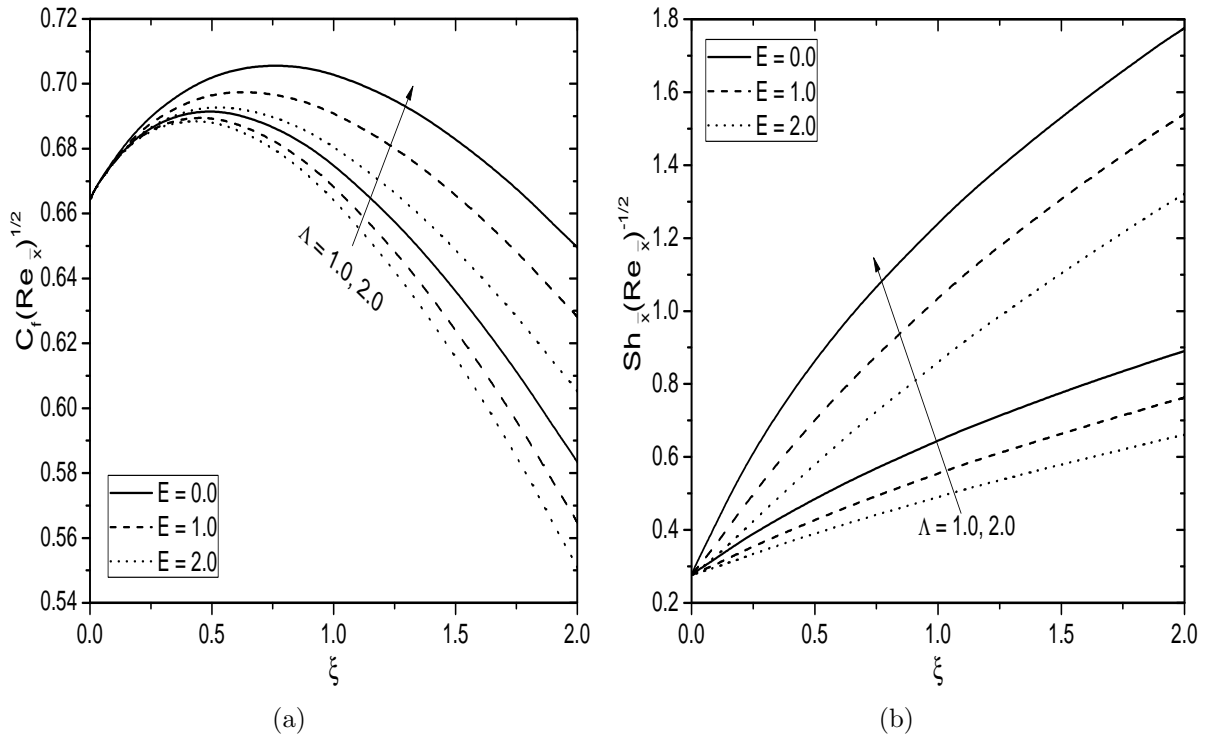 0.72
0.70
0.68
0.66
0.64
0.62
0.60
0.58
0.56
0.54
C_f(Re_x̄)^1/2
Λ = 1.0, 2.0
E = 0.0
E = 1.0
E = 2.0
0.0 0.5 1.0 1.5 2.0
ξ
(a)
1.8
1.6
1.4
1.2
1.0
0.8
0.6
0.4
0.2
Sh_x̄(Re_x̄)^-1/2
E = 0.0
E = 1.0
E = 2.0
Λ = 1.0, 2.0
0.0 0.5 1.0 1.5 2.0
ξ
(b)